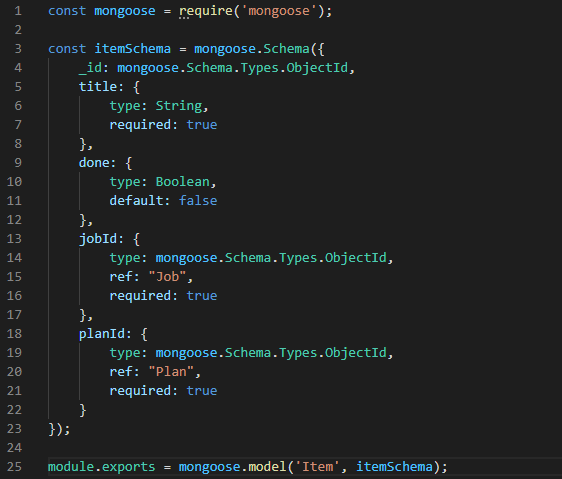 1 const mongoose = require('mongoose');
2
3 const itemSchema = mongoose.Schema({
4     _id: mongoose.Schema.Types.ObjectId,
5     title: {
6         type: String,
7         required: true
8     },
9     done: {
10         type: Boolean,
11         default: false
12     },
13     jobId: {
14         type: mongoose.Schema.Types.ObjectId,
15         ref: "Job",
16         required: true
17     },
18     planId: {
19         type: mongoose.Schema.Types.ObjectId,
20         ref: "Plan",
21         required: true
22     }
23 });
24
25 module.exports = mongoose.model('Item', itemSchema);